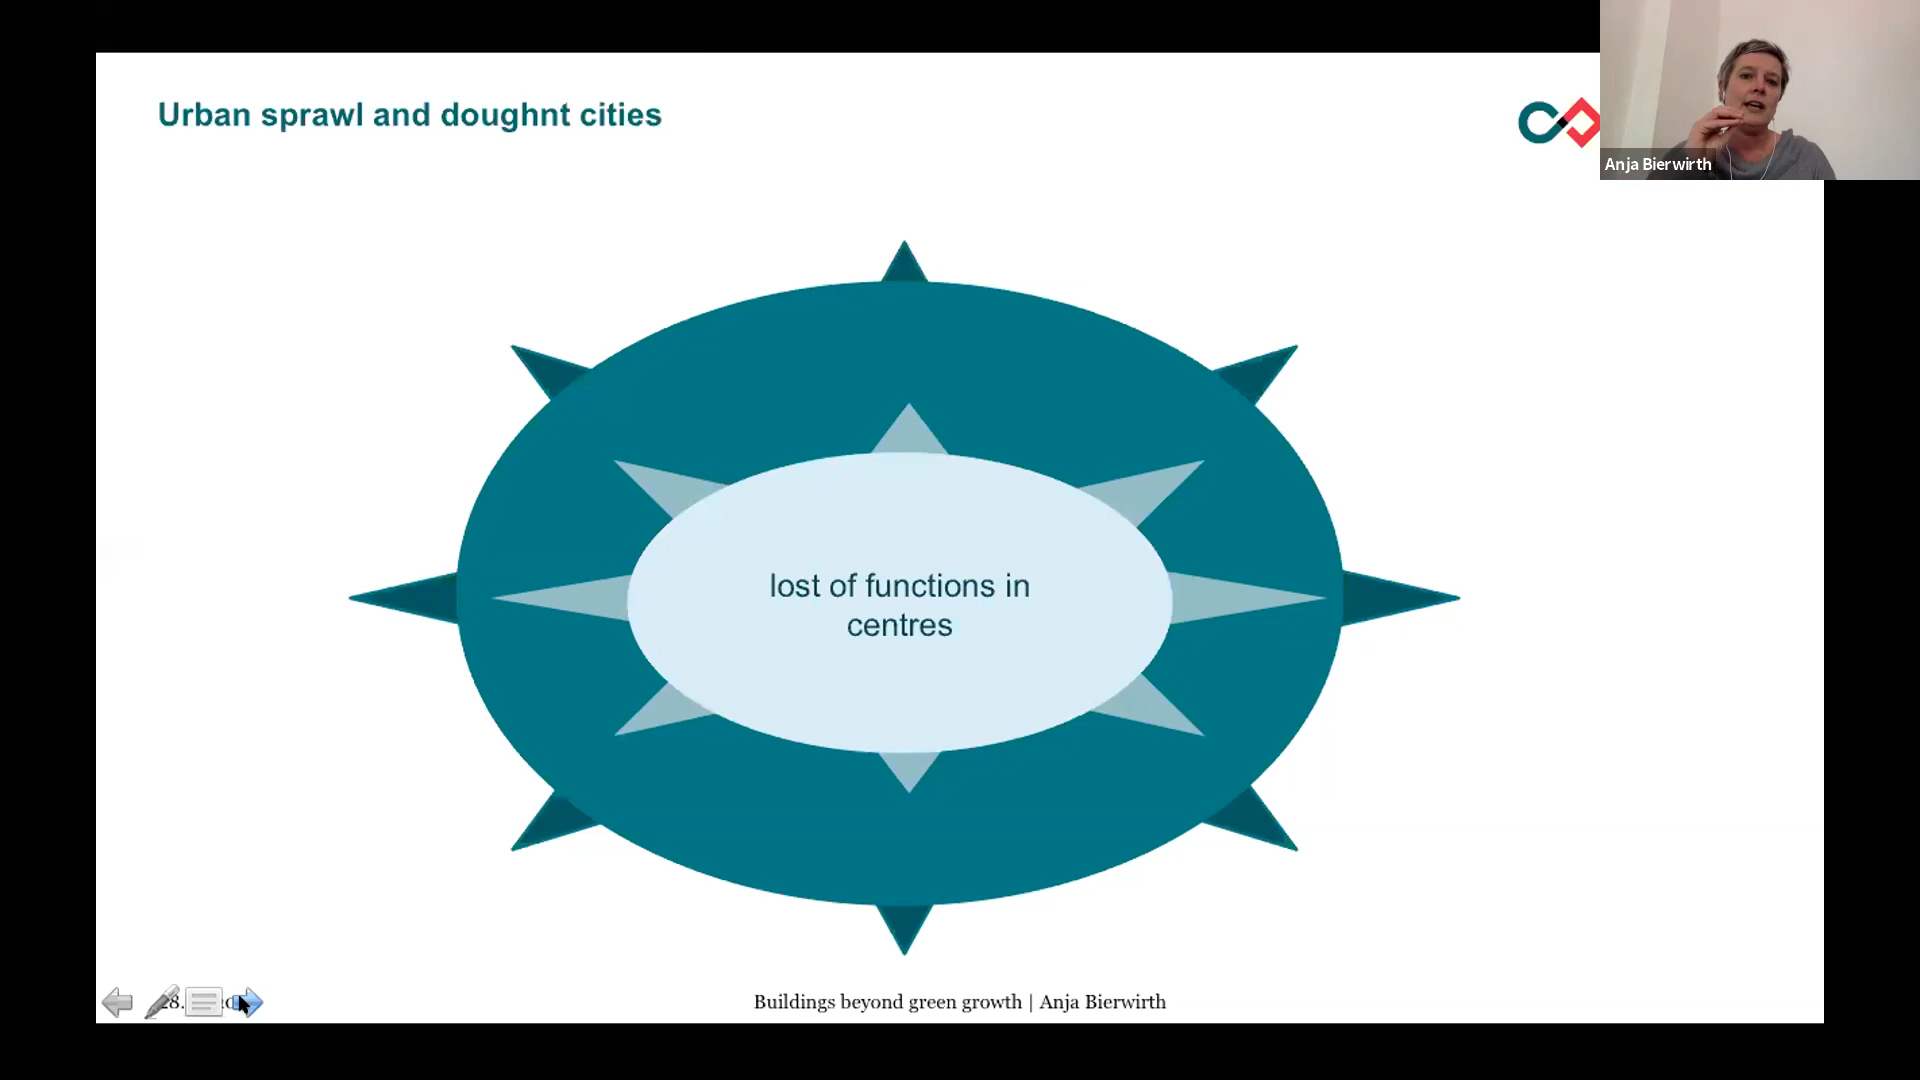 Urban sprawl and doughnt cities
Anja Bierwirth
lost of functions in
centres
Buildings beyond green growth | Anja Bierwirth